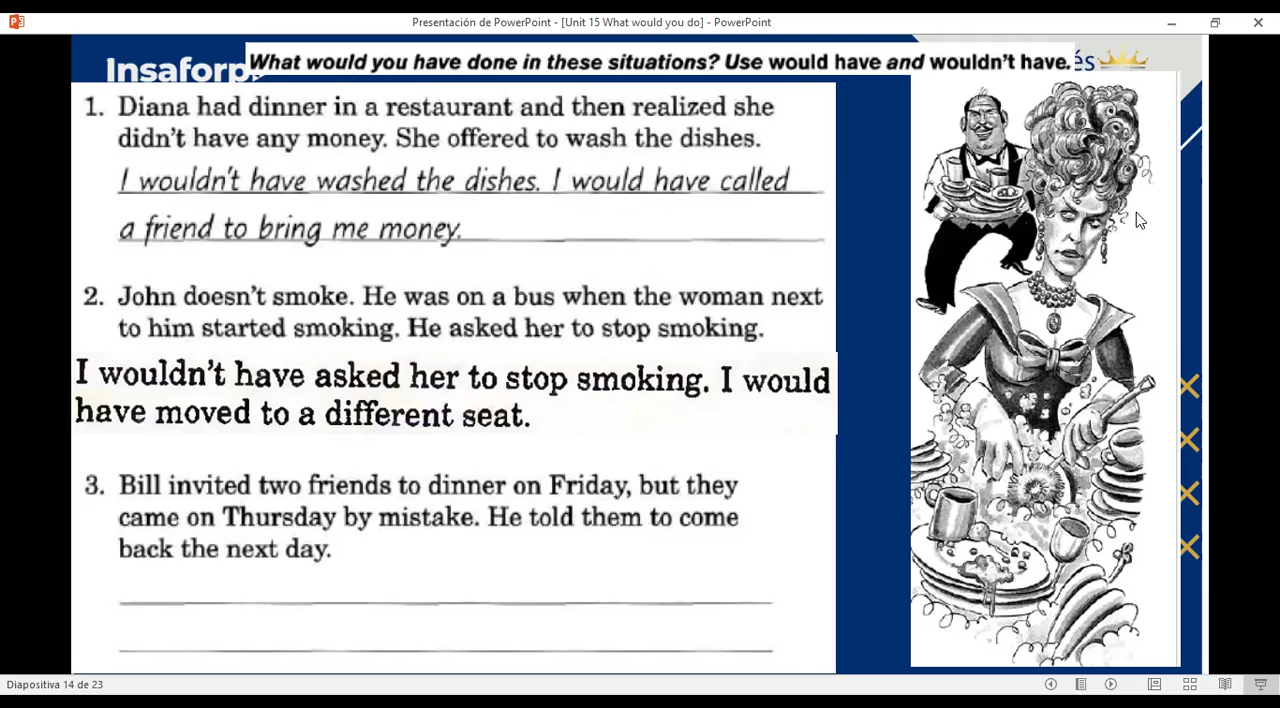 Presentación de PowerPoint - [Unit 15 What would you do] - PowerPoint
What would you have done in these situations? Use would have and wouldn't have.
Insaforp
és
1. Diana had dinner in a restaurant and then realized she
didn't have any money. She offered to wash the dishes.
I wouldn't have washed the dishes. I would have called
a friend to bring me money.
2. John doesn't smoke. He was on a bus when the woman next
to him started smoking. He asked her to stop smoking.
I wouldn't have asked her to stop smoking. I would
have moved to a different seat.
3. Bill invited two friends to dinner on Friday, but they
came on Thursday by mistake. He told them to come
back the next day.
Diapositiva 14 de 23